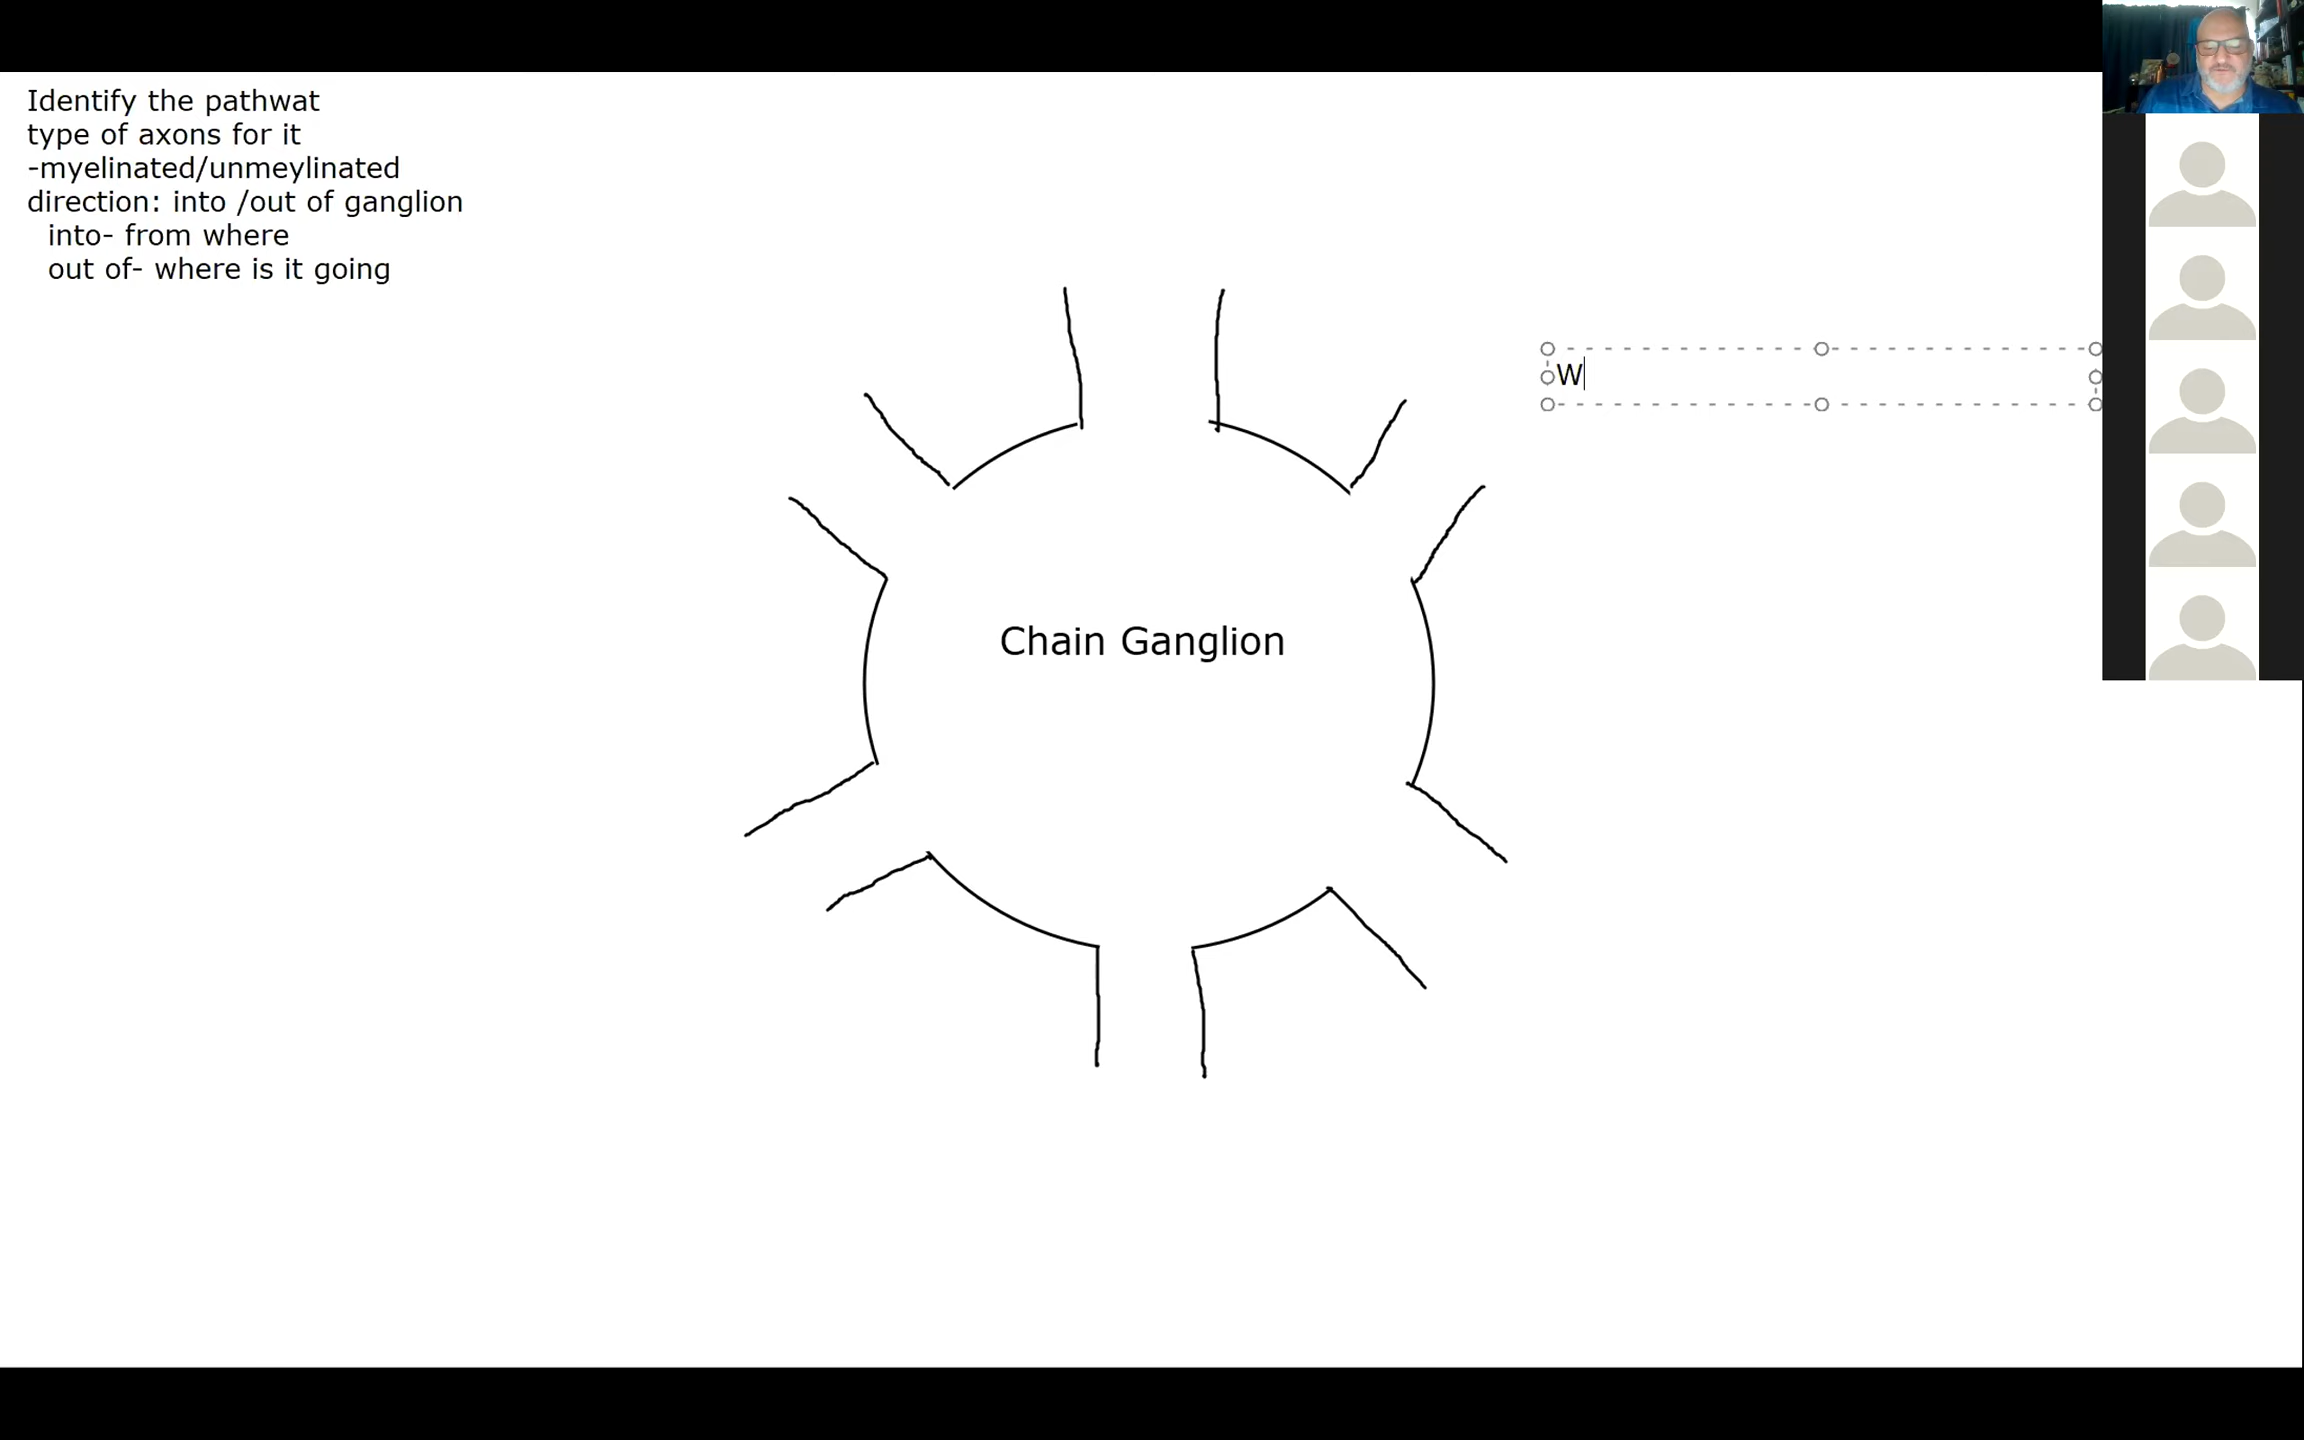 Identify the pathwat
type of axons for it
-myelinated/unmeylinated
direction: into /out of ganglion
into- from where
out of- where is it going
W
Chain Ganglion